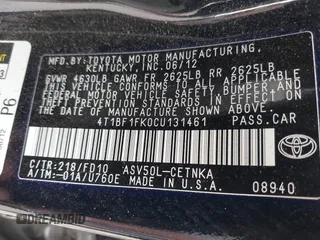 MFD. BY:
TOYOTA MOTOR MANUFACTURING,
KENTUCKY, INC. 06/12
GVWR 4630LB GAWR FR 2625LB RR 2625LB
THIS VEHICLE CONFORMS TO ALL APPLICABLE
FEDERAL MOTOR VEHICLE SAFETY, BUMPER, AND
THEFT PREVENTION STANDARDS IN EFFECT ON
THE DATE OF MANUFACTURE SHOWN ABOVE.
4T1BF1FK0CU131461 PASS.CAR
C/TR:218/FD10 ASV50L-CETNKA
A/TM:-01A/U760E MADE IN U.S.A.
TOYOTA
08940
P6